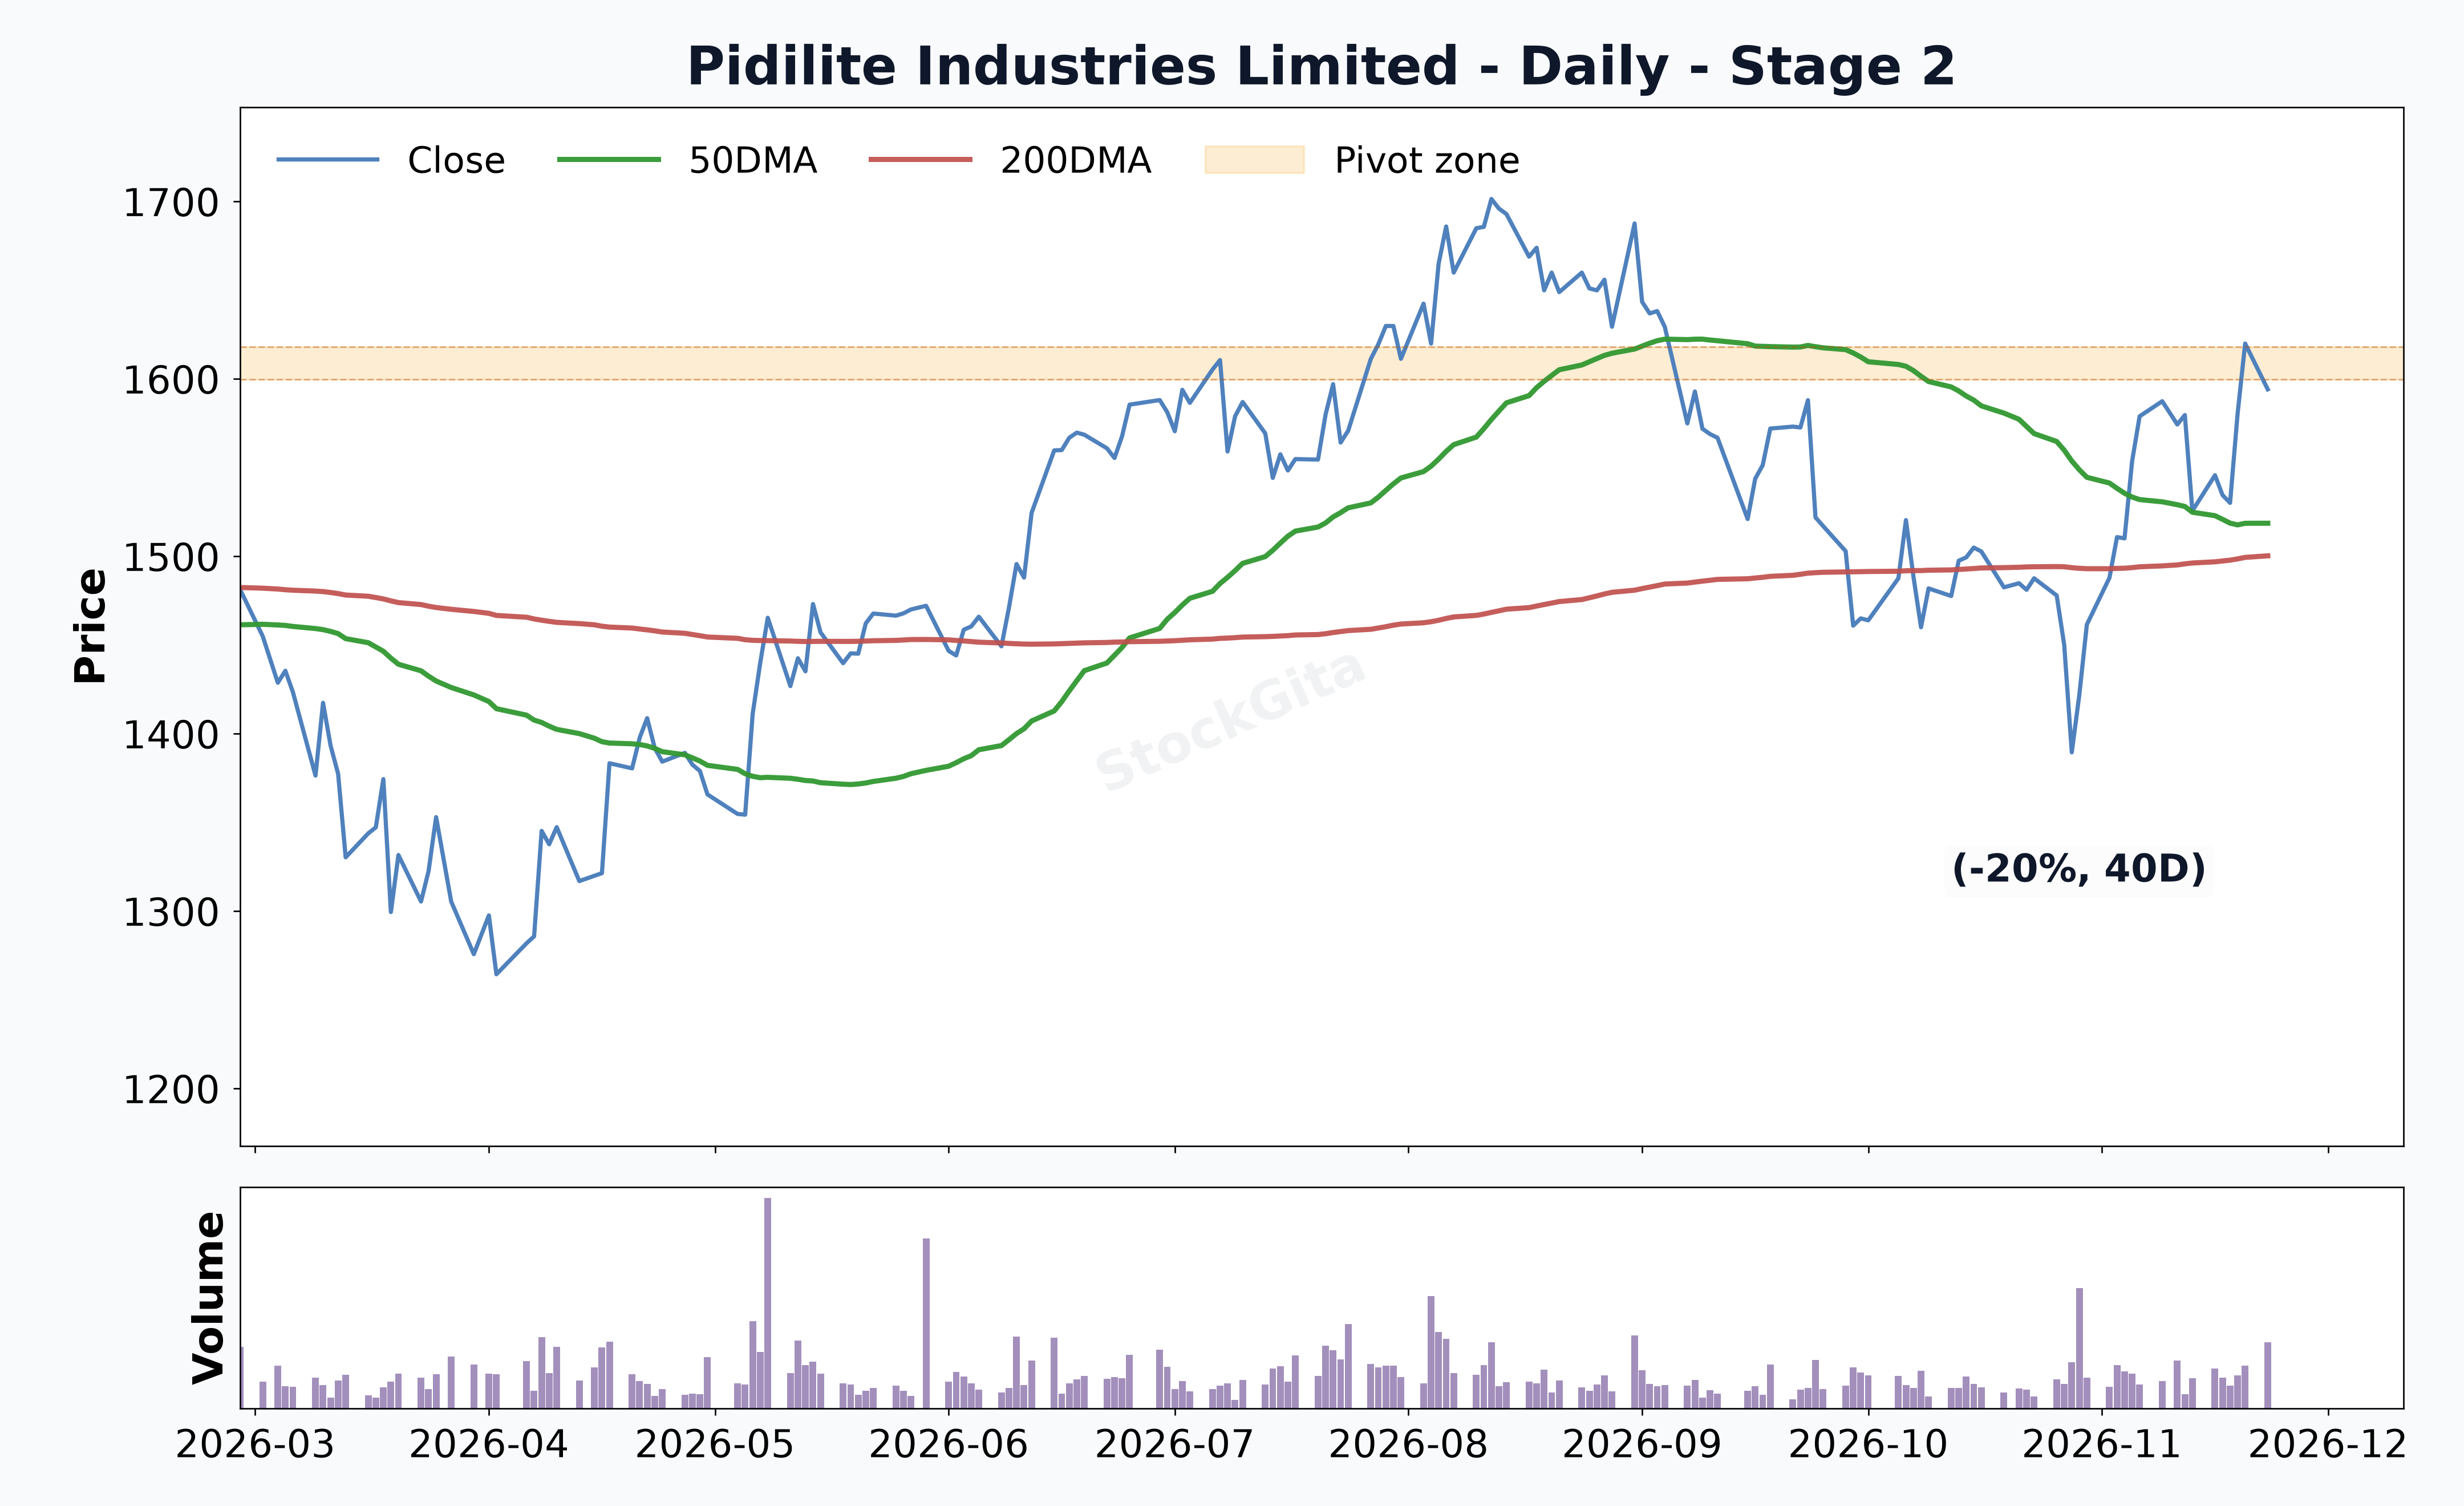 Pidilite Industries Limited - Daily - Stage 2
Close 50DMA 200DMA Pivot zone
Price
1700
1600
1500
1400
1300
1200
StockGita
(-20%, 40D)
Volume
2026-03 2026-04 2026-05 2026-06 2026-07 2026-08 2026-09 2026-10 2026-11 2026-12